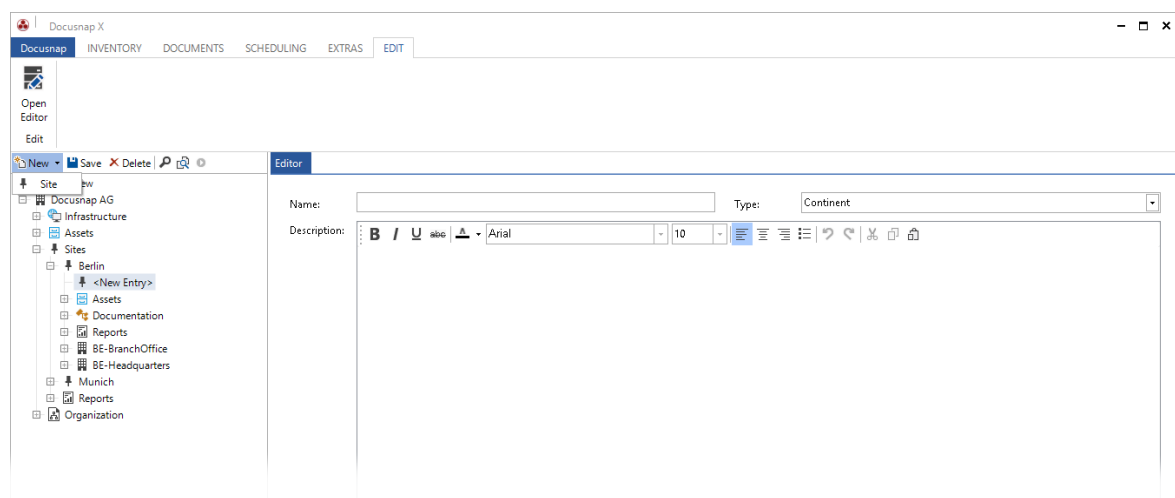 Docusnap X
Docusnap INVENTORY DOCUMENTS SCHEDULING EXTRAS EDIT
Open
Editor
Edit
New Save Delete
Editor
Site
ew
Docusnap AG
Infrastructure
Assets
Sites
Berlin
<New Entry>
Assets
Documentation
Reports
BE-BranchOffice
BE-Headquarters
Munich
Reports
Organization
Name: Type: Continent
Description: B I U abc A Arial 10